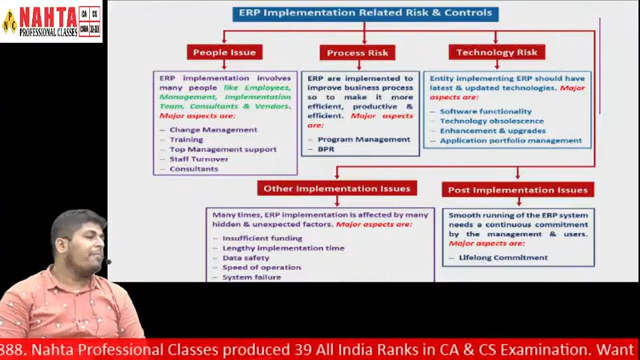 NAHTA
PROFESSIONAL CLASSES
CA
CS
CMA
XI-XII
ERP Implementation Related Risk & Controls
People Issue
Process Risk
Technology Risk
ERP implementation involves
many people like Employees,
Management, Implementation
Team, Consultants & Vendors.
Major aspects are:
– Change Management
– Training
– Top Management support
– Staff Turnover
– Consultants
ERP are implemented to
improve business process
so to make it more
efficient, productive &
efficient. Major aspects
are:
– Program Management
– BPR
Entity implementing ERP should have
latest & updated technologies. Major
aspects are:
– Software functionality
– Technology obsolescence
– Enhancement & upgrades
– Application portfolio management
Other Implementation Issues
Post Implementation Issues
Many times, ERP implementation is affected by many
hidden & unexpected factors. Major aspects are:
– Insufficient funding
– Lengthy implementation time
– Data safety
– Speed of operation
– System failure
Smooth running of the ERP system
needs a continuous commitment
by the management & users.
Major aspects are:
– Lifelong Commitment
888. Nahta Professional Classes produced 39 All India Ranks in CA & CS Examination. Want